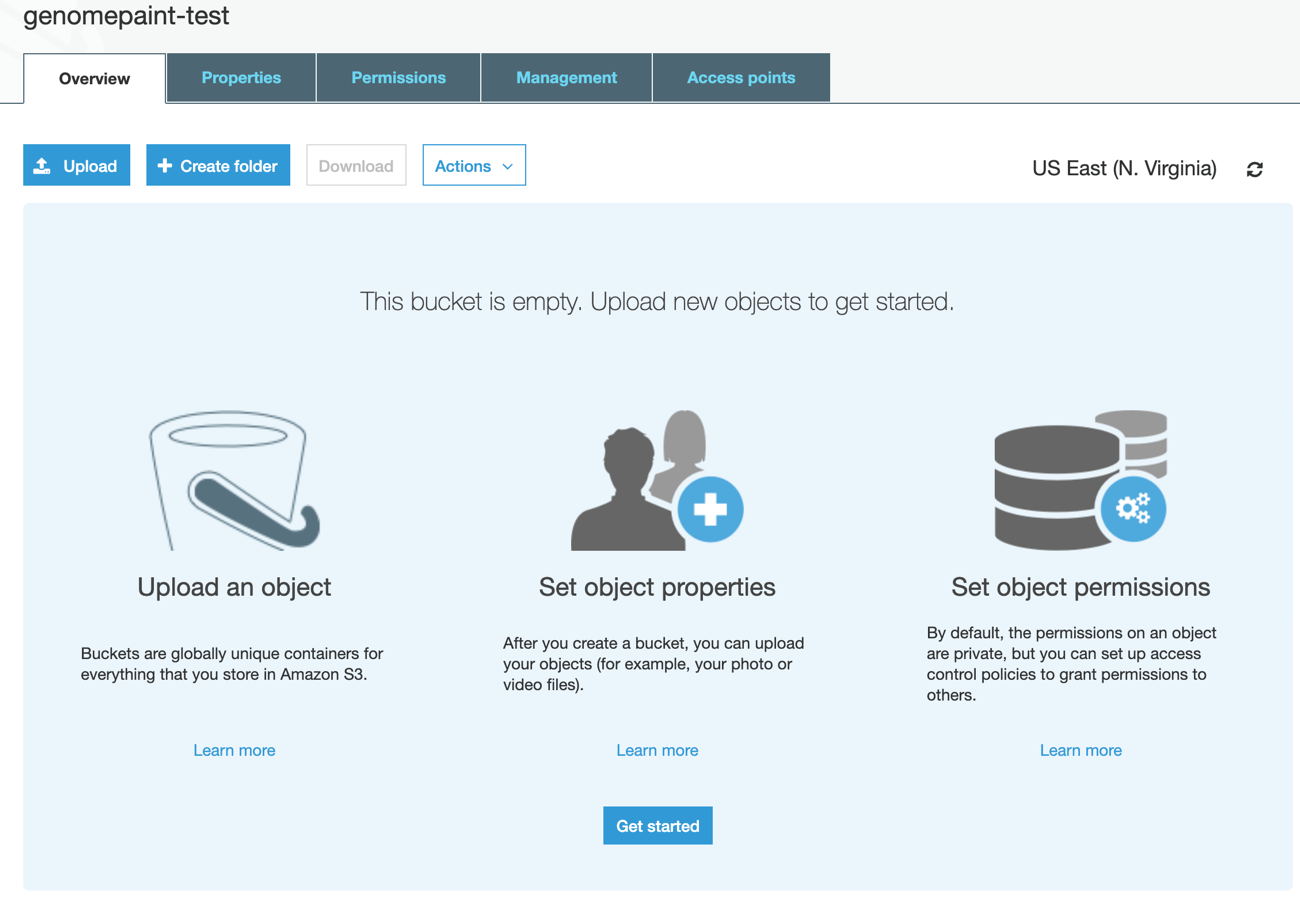 genomepaint-test
Overview
Properties
Permissions
Management
Access points
Upload
Create folder
Download
Actions
US East (N. Virginia)
This bucket is empty. Upload new objects to get started.
Upload an object
Buckets are globally unique containers for
everything that you store in Amazon S3.
Learn more
Set object properties
After you create a bucket, you can upload
your objects (for example, your photo or
video files).
Learn more
Set object permissions
By default, the permissions on an object
are private, but you can set up access
control policies to grant permissions to
others.
Learn more
Get started